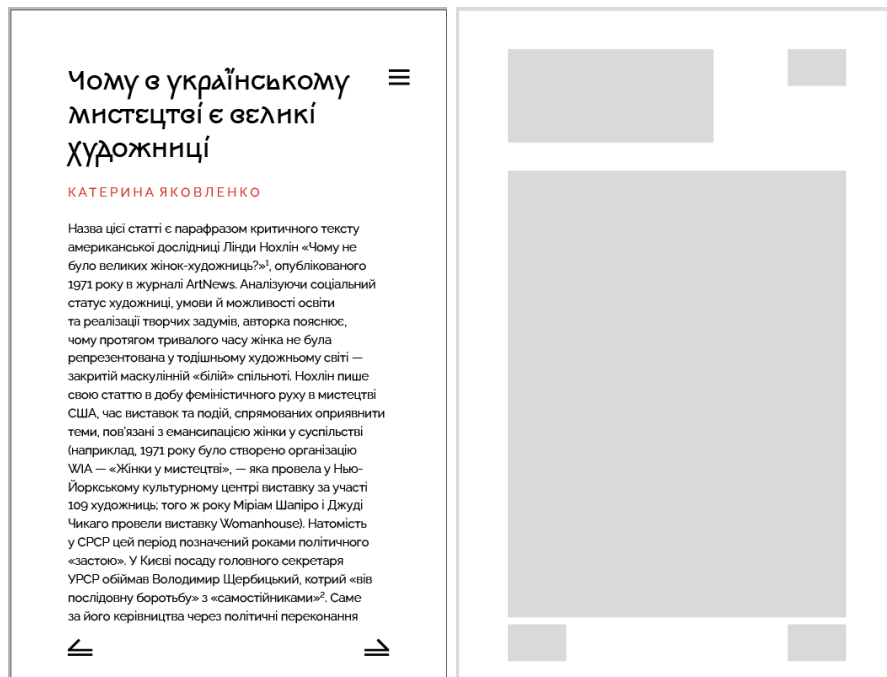 Чому в українському
мистецтві є великі
художниці
КАТЕРИНА ЯКОВЛЕНКО
Назва цієї статті є парафразом критичного тексту
американської дослідниці Лінди Нохлін «Чому не
було великих жінок-художниць?»¹, опублікованого
1971 року в журналі ArtNews. Аналізуючи соціальний
статус художниці, умови й можливості освіти
та реалізації творчих задумів, авторка пояснює,
чому протягом тривалого часу жінка не була
репрезентована у тодішньому художньому світі —
закритій маскулінній «білій» спільноті. Нохлін пише
свою статтю в добу феміністичного руху в мистецтві
США, час виставок та подій, спрямованих оприявнити
теми, пов'язані з емансипацією жінки у суспільстві
(наприклад, 1971 року було створено організацію
WIA — «Жінки у мистецтві», — яка провела у Нью-
Йоркському культурному центрі виставку за участі
109 художниць; того ж року Міріам Шапіро і Джуді
Чикаго провели виставку Womanhouse). Натомість
у СРСР цей період позначений роками політичного
«застою». У Києві посаду головного секретаря
УРСР обіймав Володимир Щербицький, котрий «вів
послідовну боротьбу» з «самостійниками»². Саме
за його керівництва через політичні переконання